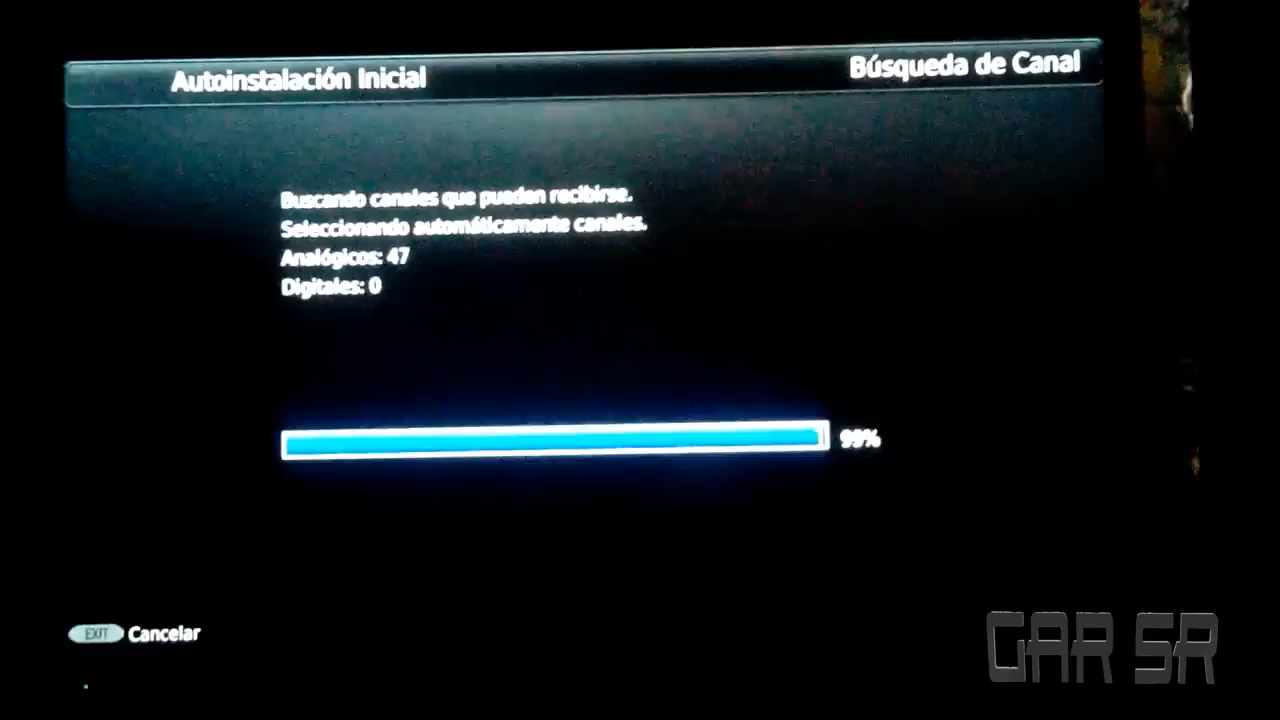 Autoinstalación Inicial
Búsqueda de Canal
Buscando canales que pueden recibirse.
Seleccionando automáticamente canales.
Analógicos: 47
Digitales: 0
99%
EXIT Cancelar
GAR SR